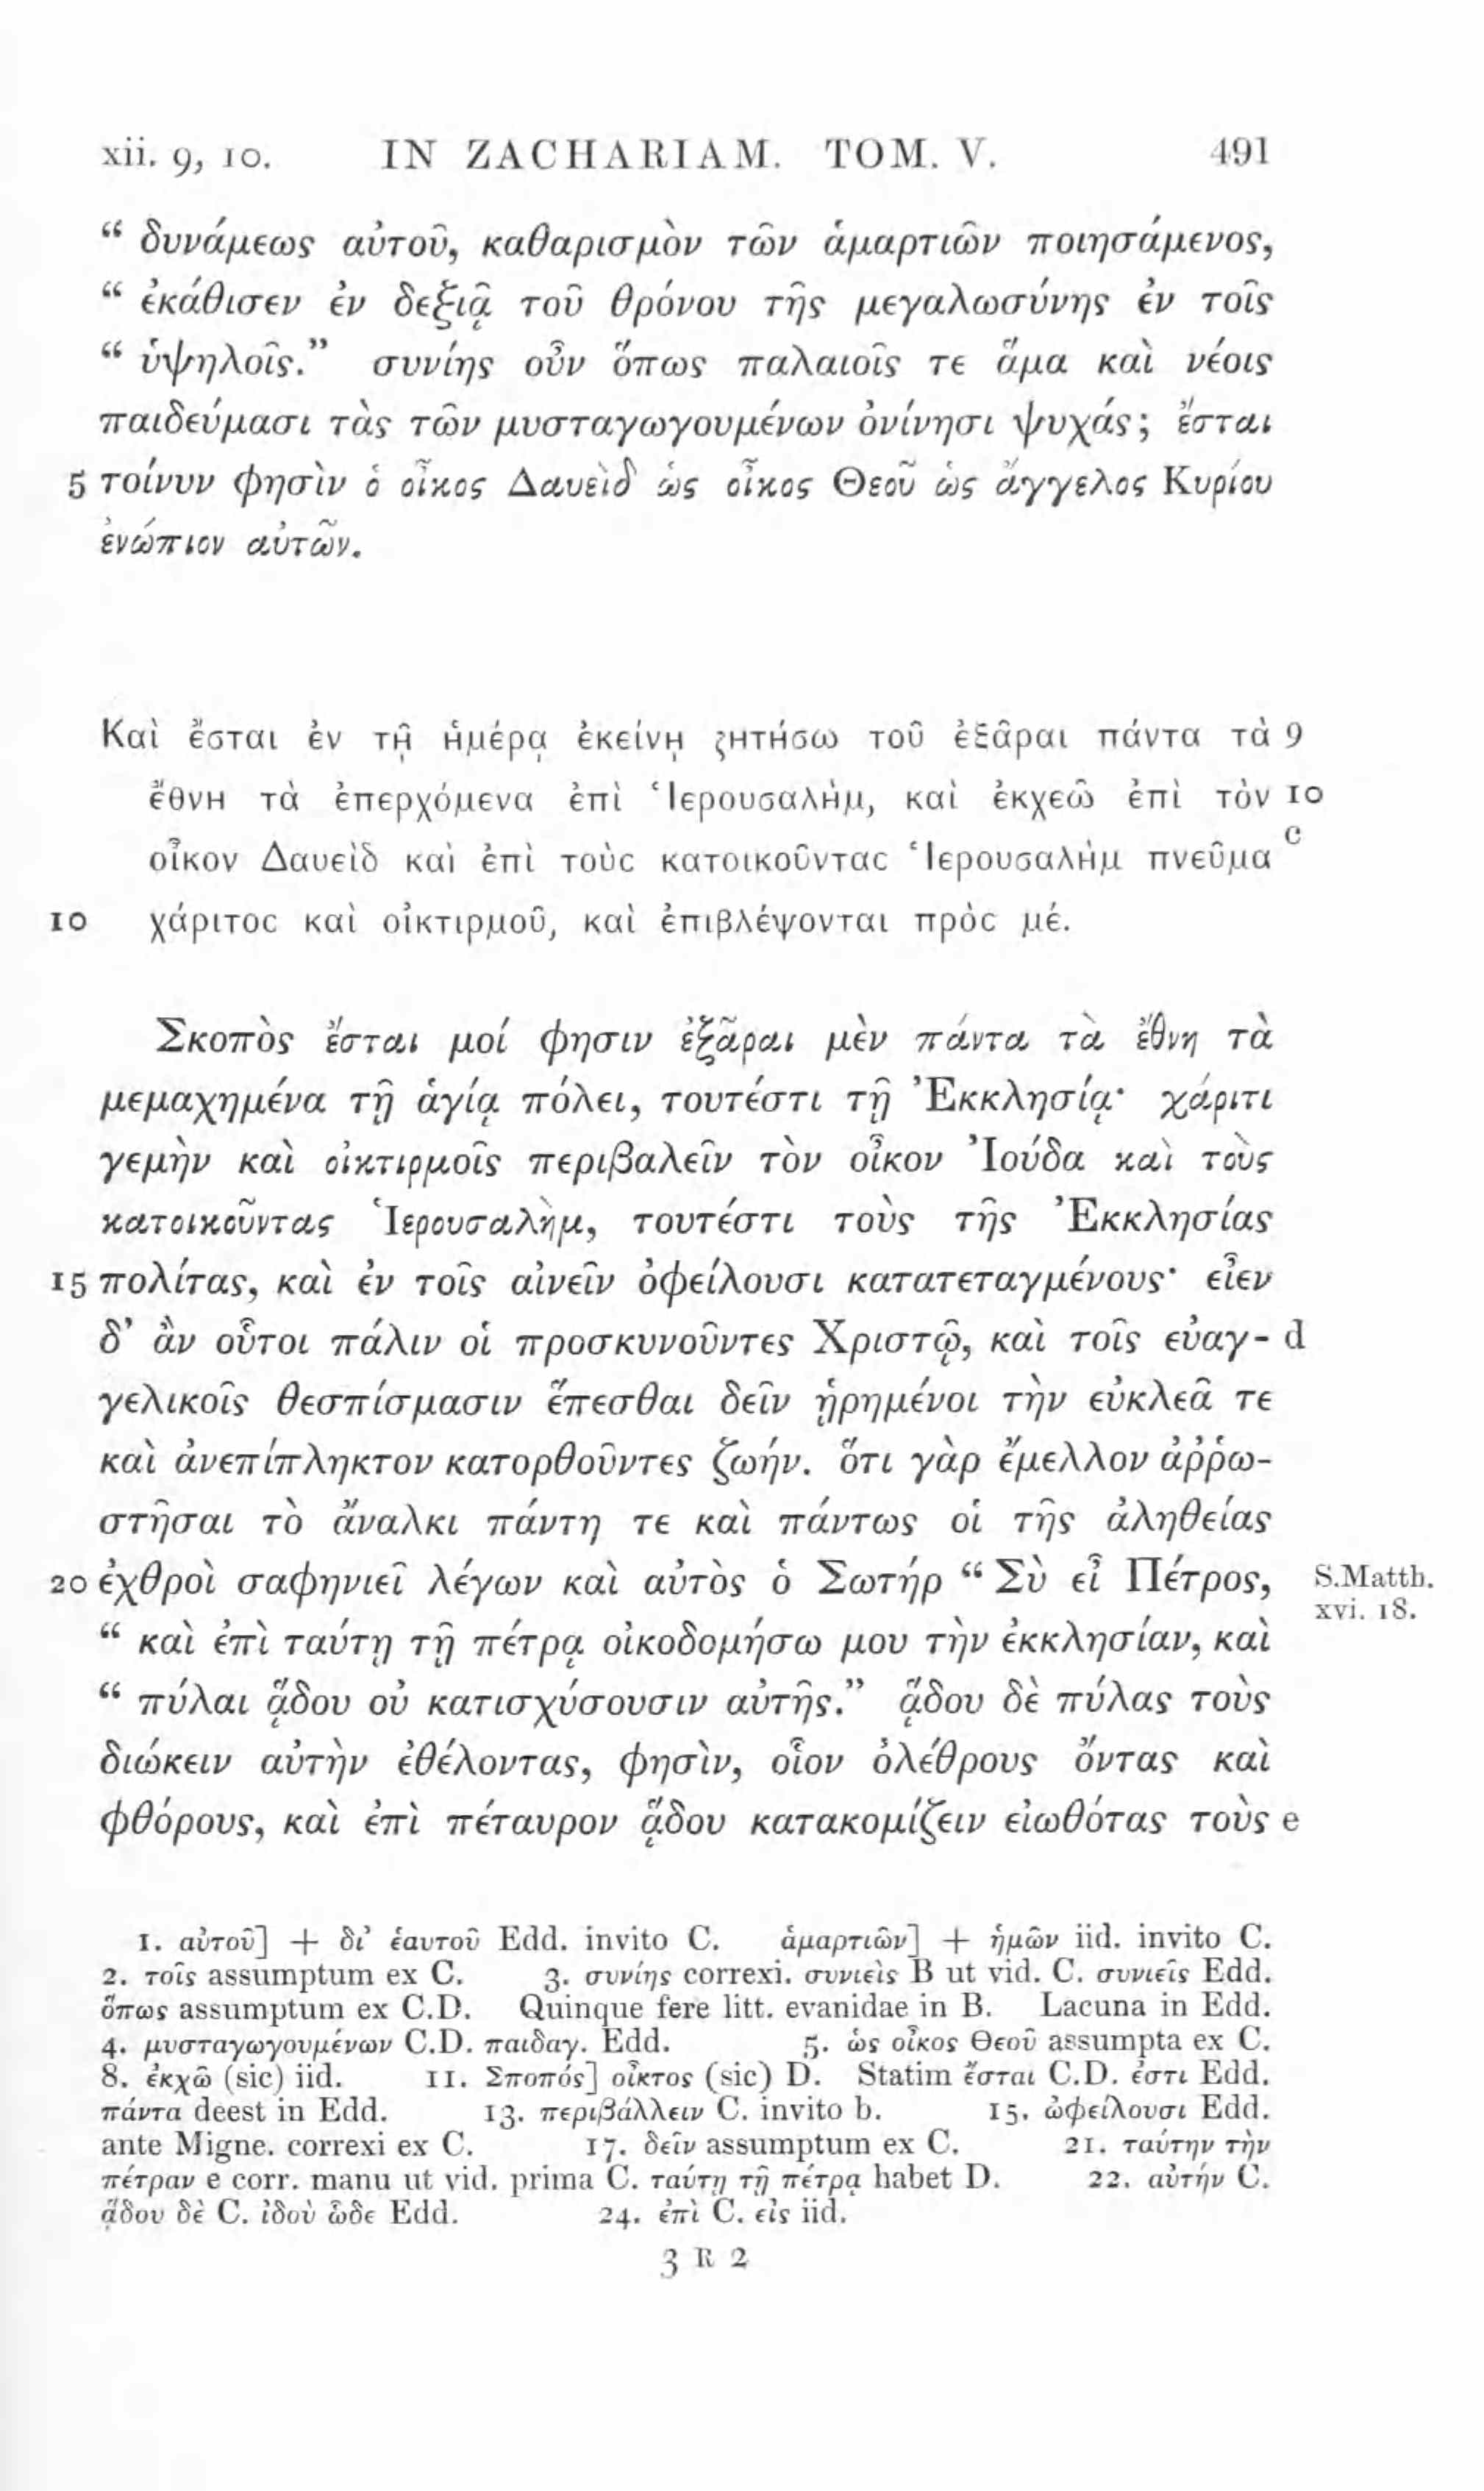 xii. 9, 10. IN ZACHARIAM. TOM. V. 491
“ δυνάμεως αὐτοῦ, καθαρισμὸν τῶν ἁμαρτιῶν ποιησάμενος,
“ ἐκάθισεν ἐν δεξιᾷ τοῦ θρόνου τῆς μεγαλωσύνης ἐν τοῖς
“ ὑψηλοῖς.” συνίης οὖν ὅπως παλαιοῖς τε ἅμα καὶ νέοις
παιδεύμασι τὰς τῶν μυσταγωγουμένων ὀνίνησι ψυχάς; ἔσται
5 τοίνυν φησὶν ὁ οἶκος Δαυεὶδ ὡς οἶκος Θεοῦ ὡς ἄγγελος Κυρίου
ἐνώπιον αὐτῶν.
Καὶ ἔσται ἐν τῇ ἡμέρᾳ ἐκείνῃ ζητήσω τοῦ ἐξᾶραι πάντα τὰ 9
ἔθνη τὰ ἐπερχόμενα ἐπὶ Ἱερουσαλὴμ, καὶ ἐκχεῶ ἐπὶ τὸν 10
οἶκον Δαυεὶδ καὶ ἐπὶ τοὺς κατοικοῦντας Ἱερουσαλὴμ πνεῦμα c
10 χάριτος καὶ οἰκτιρμοῦ, καὶ ἐπιβλέψονται πρὸς μέ.
Σκοπὸς ἔσται μοί φησιν ἐξᾶραι μὲν πάντα τὰ ἔθνη τὰ
μεμαχημένα τῇ ἁγίᾳ πόλει, τουτέστι τῇ Ἐκκλησίᾳ· χάριτι
γεμὴν καὶ οἰκτιρμοῖς περιβαλεῖν τὸν οἶκον Ἰούδα καὶ τοὺς
κατοικοῦντας Ἱερουσαλὴμ, τουτέστι τοὺς τῆς Ἐκκλησίας
15 πολίτας, καὶ ἐν τοῖς αἰνεῖν ὀφείλουσι κατατεταγμένους· εἶεν
δ’ ἂν οὗτοι πάλιν οἱ προσκυνοῦντες Χριστῷ, καὶ τοῖς εὐαγ- d
γελικοῖς θεσπίσμασιν ἕπεσθαι δεῖν ᾑρημένοι τὴν εὐκλεᾶ τε
καὶ ἀνεπίπληκτον κατορθοῦντες ζωήν. ὅτι γὰρ ἔμελλον ἀῤῥω-
στῆσαι τὸ ἄναλκι πάντη τε καὶ πάντως οἱ τῆς ἀληθείας
20 ἐχθροὶ σαφηνιεῖ λέγων καὶ αὐτὸς ὁ Σωτήρ “ Σὺ εἶ Πέτρος, S.Matth.
xvi. 18.
“ καὶ ἐπὶ ταύτῃ τῇ πέτρᾳ οἰκοδομήσω μου τὴν ἐκκλησίαν, καὶ
“ πύλαι ᾅδου οὐ κατισχύσουσιν αὐτῆς.” ᾅδου δὲ πύλας τοὺς
διώκειν αὐτὴν ἐθέλοντας, φησὶν, οἷον ὀλέθρους ὄντας καὶ
φθόρους, καὶ ἐπὶ πέταυρον ᾅδου κατακομίζειν εἰωθότας τοὺς e
1. αὐτοῦ] + δι’ ἑαυτοῦ Edd. invito C. ἁμαρτιῶν] + ἡμῶν iid. invito C.
2. τοῖς assumptum ex C. 3. συνίης correxi. συνιεὶς B ut vid. C. συνιεῖς Edd.
ὅπως assumptum ex C.D. Quinque fere litt. evanidae in B. Lacuna in Edd.
4. μυσταγωγουμένων C.D. παιδαγ. Edd. 5. ὡς οἶκος Θεοῦ assumpta ex C.
8. ἐκχῶ (sic) iid. 11. Σποπός] οἶκτος (sic) D. Statim ἔσται C.D. ἐστι Edd.
πάντα deest in Edd. 13. περιβάλλειν C. invito b. 15. ὠφείλουσι Edd.
ante Migne. correxi ex C. 17. δεῖν assumptum ex C. 21. ταύτην τὴν
πέτραν e corr. manu ut vid. prima C. ταύτῃ τῇ πέτρᾳ habet D. 22. αὐτήν C.
ᾅδου δὲ C. ἰδοὺ ὧδε Edd. 24. ἐπὶ C. εἰς iid.
3 R 2